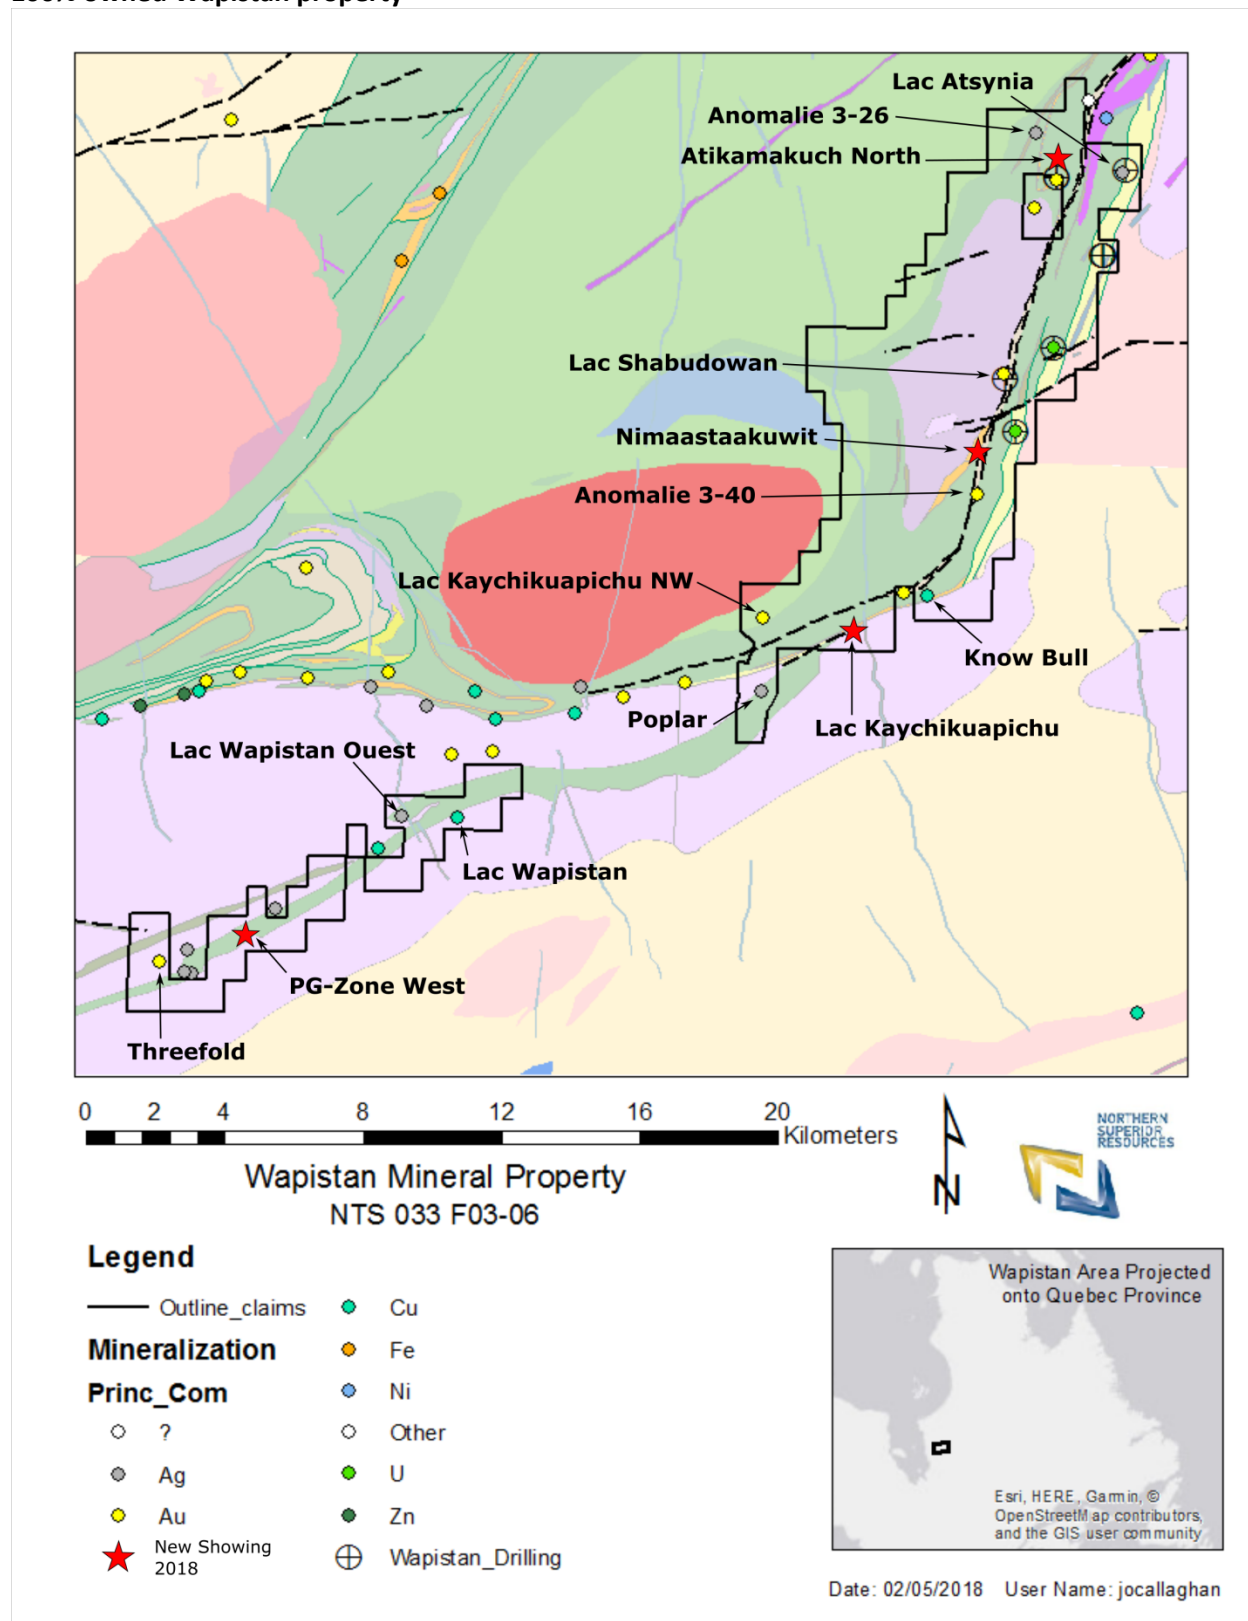 Lac Atsynia
Anomalie 3-26
Atikamakuch North
Lac Shabudowan
Nimaastaakuwit
Anomalie 3-40
Lac Kaychikuapichu NW
Know Bull
Poplar
Lac Kaychikuapichu
Lac Wapistan Ouest
Lac Wapistan
PG-Zone West
Threefold
0 2 4 8 12 16 20
Kilometers
NORTHERN
SUPERIOR
RESOURCES
N
Wapistan Mineral Property
NTS 033 F03-06
Legend
Outline_claims
Mineralization
Princ_Com
?
Ag
Au
New Showing
2018
Cu
Fe
Ni
Other
U
Zn
Wapistan_Drilling
Wapistan Area Projected
onto Quebec Province
Esri, HERE, Garmin, ©
OpenStreetMap contributors,
and the GIS user community
Date: 02/05/2018 User Name: jocallaghan